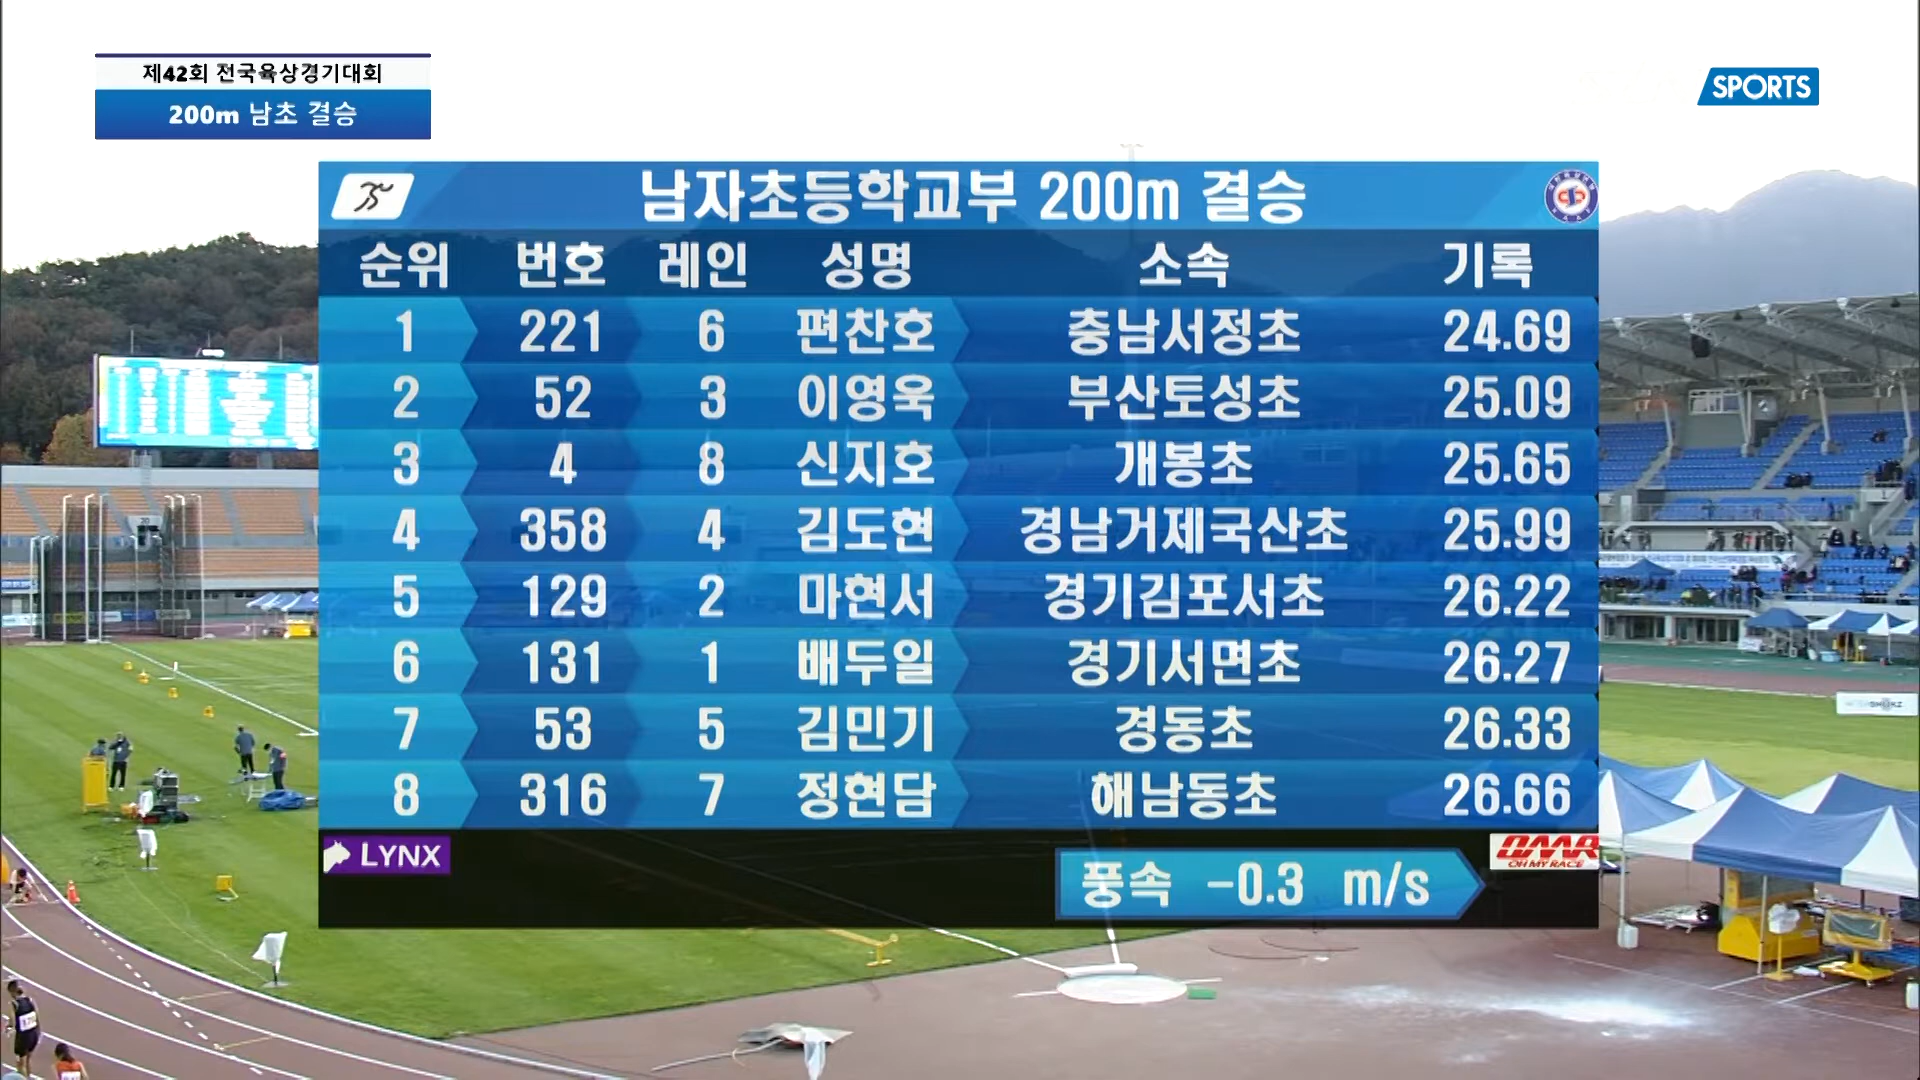 제42회 전국육상경기대회
200m 남초 결승
SPORTS
남자초등학교부 200m 결승
순위 번호 레인 성명 소속 기록
1 221 6 편찬호 충남서정초 24.69
2 52 3 이영욱 부산토성초 25.09
3 4 8 신지호 개봉초 25.65
4 358 4 김도현 경남거제국산초 25.99
5 129 2 마현서 경기김포서초 26.22
6 131 1 배두일 경기서면초 26.27
7 53 5 김민기 경동초 26.33
8 316 7 정현담 해남동초 26.66
LYNX
OMR
OH MY RACE
풍속 -0.3 m/s